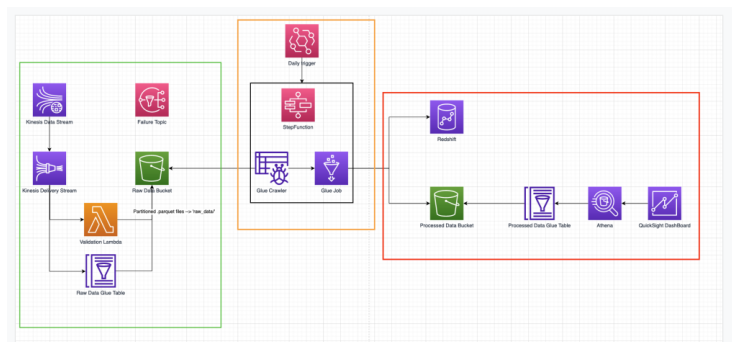 Daily Trigger
Kinesis Data Stream
Failure Topic
StepFunction
Redshift
Kinesis Delivery Stream
Raw Data Bucket
Glue Crawler
Glue Job
Partitioned .parquet files --> 'raw_data/'
Validation Lambda
Processed Data Bucket
Processed Data Glue Table
Athena
QuickSight DashBoard
Raw Data Glue Table